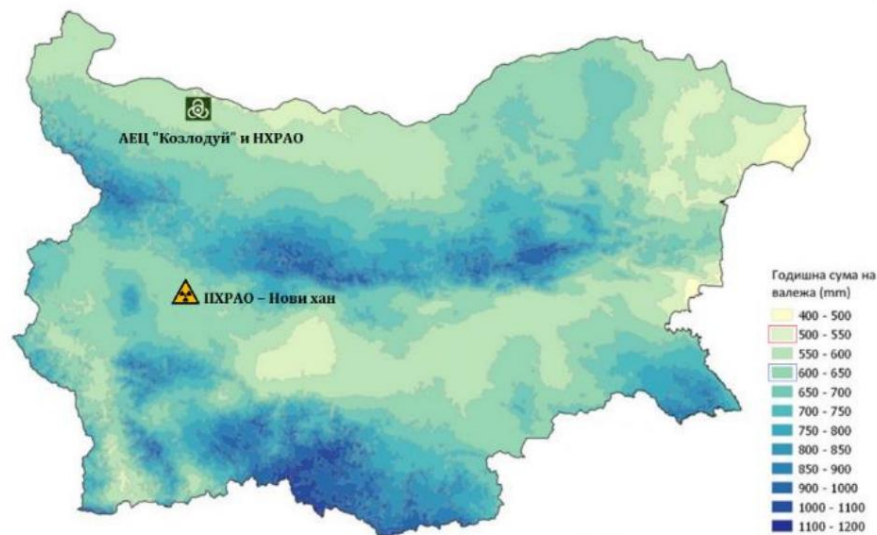 АЕЦ "Козлодуй" и НХРАО
ПХРАО – Нови хан
Годишна сума на
валежа (mm)
400 - 500
500 - 550
550 - 600
600 - 650
650 - 700
700 - 750
750 - 800
800 - 850
850 - 900
900 - 1000
1000 - 1100
1100 - 1200